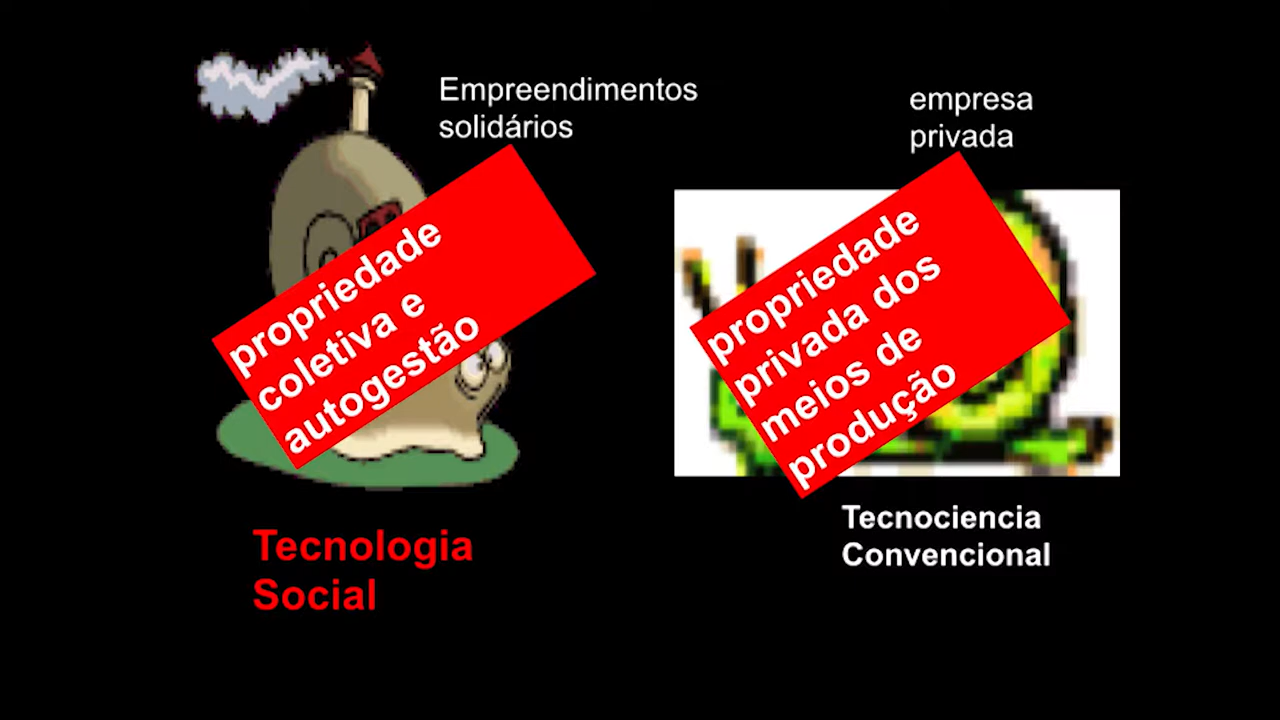 Empreendimentos
solidários
propriedade
coletiva e
autogestão
Tecnologia
Social
empresa
privada
propriedade
privada dos
meios de
produção
Tecnociencia
Convencional